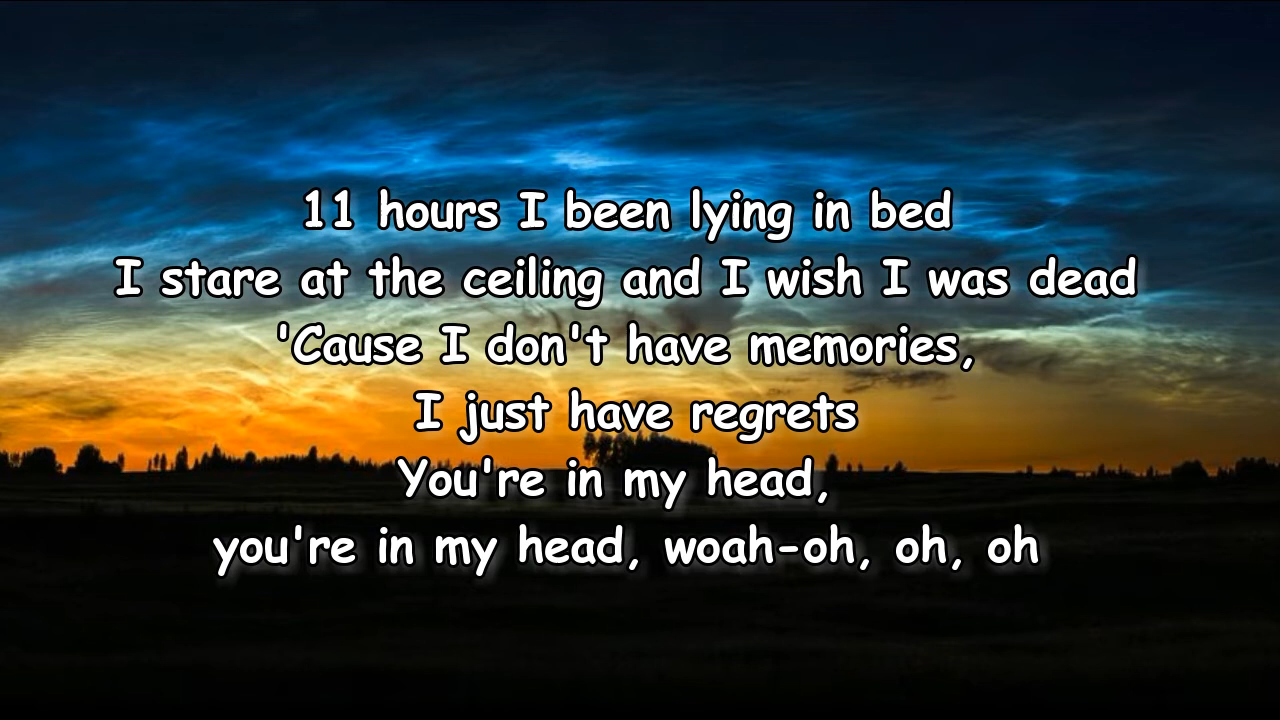 11 hours I been lying in bed
I stare at the ceiling and I wish I was dead
'Cause I don't have memories,
I just have regrets
You're in my head,
you're in my head, woah-oh, oh, oh